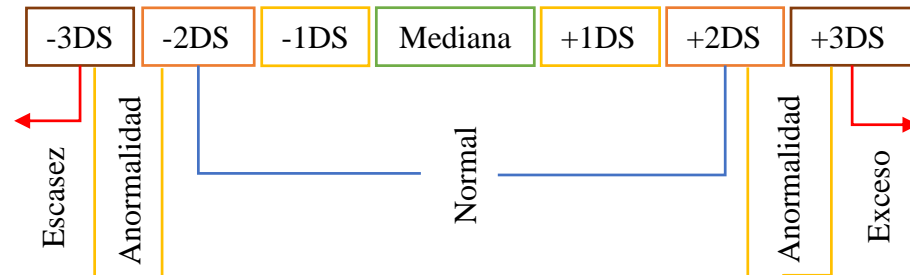 -3DS -2DS -1DS Mediana +1DS +2DS +3DS
Escasez
Anormalidad
Normal
Anormalidad
Exceso